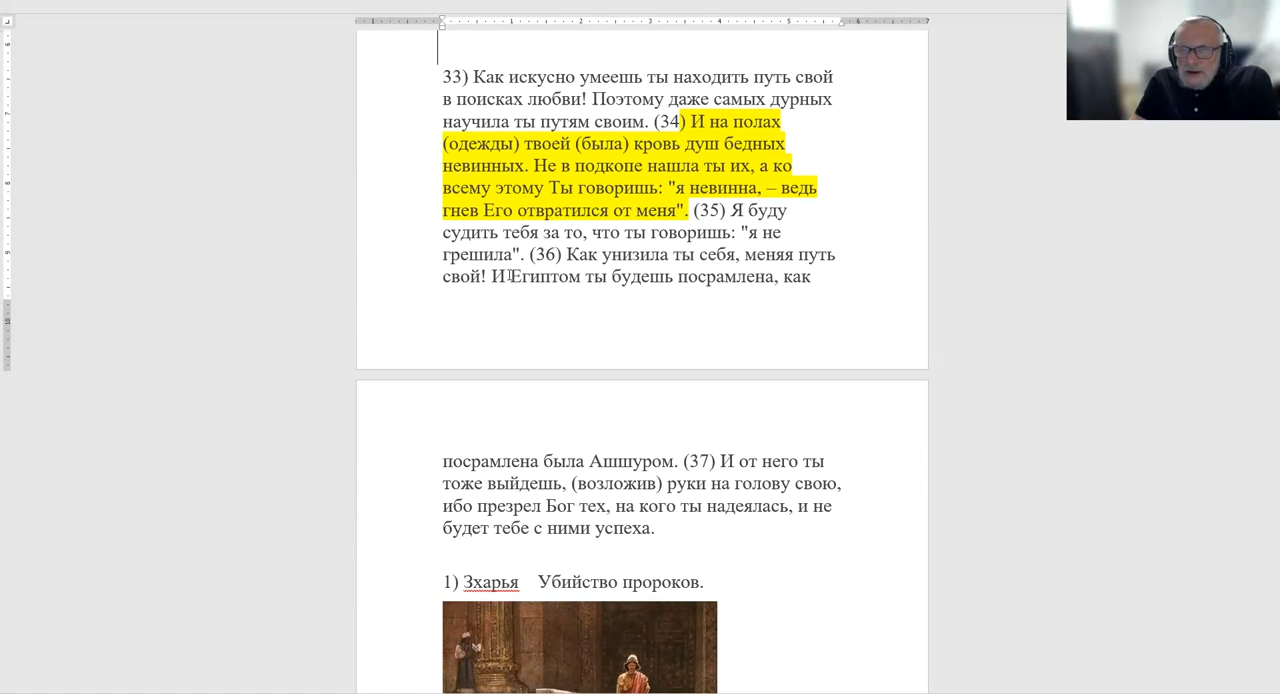 33) Как искусно умеешь ты находить путь свой
в поисках любви! Поэтому даже самых дурных
научила ты путям своим. (34) И на полах
(одежды) твоей (была) кровь душ бедных
невинных. Не в подкопе нашла ты их, а ко
всему этому Ты говоришь: "я невинна, – ведь
гнев Его отвратился от меня". (35) Я буду
судить тебя за то, что ты говоришь: "я не
грешила". (36) Как унизила ты себя, меняя путь
свой! И Египтом ты будешь посрамлена, как
посрамлена была Ашшуром. (37) И от него ты
тоже выйдешь, (возложив) руки на голову свою,
ибо презрел Бог тех, на кого ты надеялась, и не
будет тебе с ними успеха.
1) Зхарья Убийство пророков.